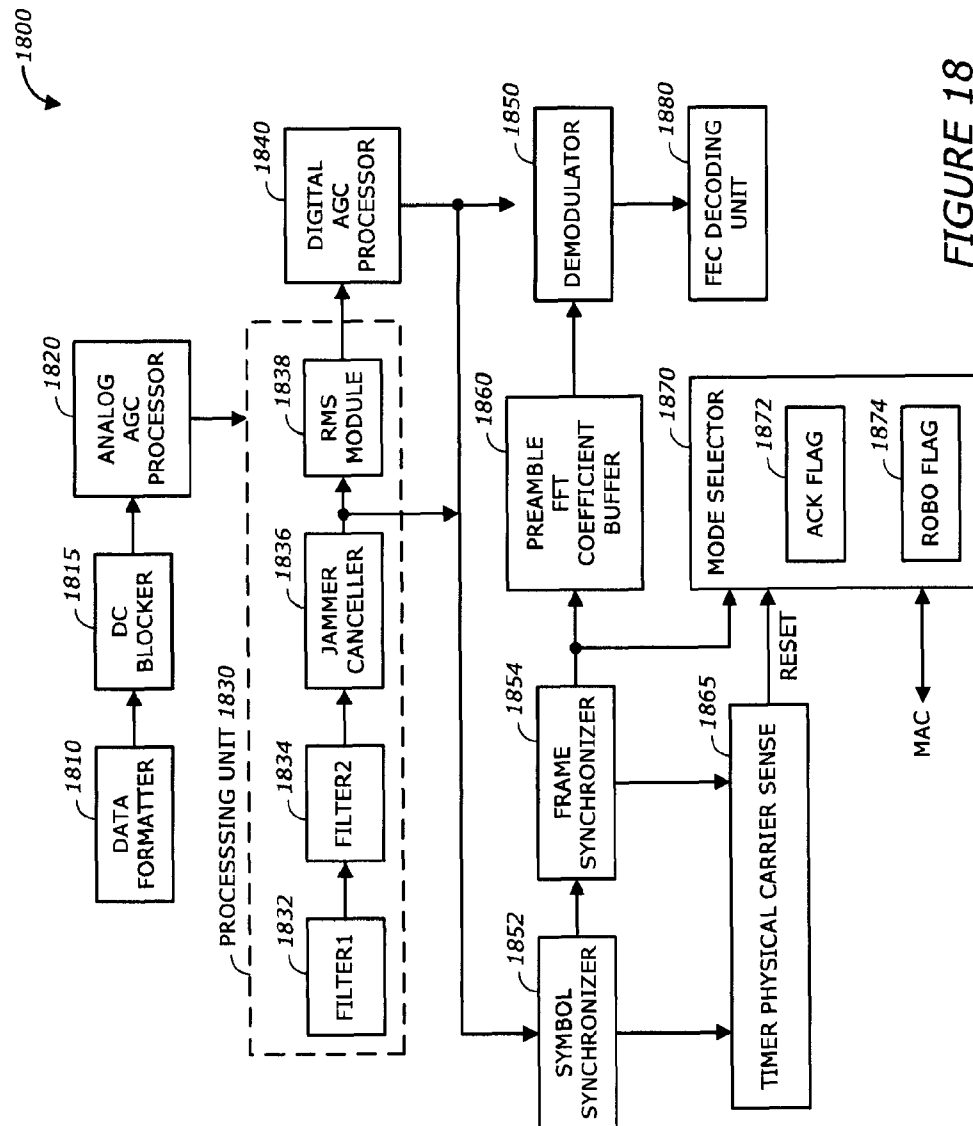 1800
1810
DATA
FORMATTER
1815
DC
BLOCKER
1820
ANALOG
AGC
PROCESSOR
PROCESSSING UNIT 1830
1832
FILTER1
1834
FILTER2
1836
JAMMER
CANCELLER
1838
RMS
MODULE
1840
DIGITAL
AGC
PROCESSOR
1852
SYMBOL
SYNCHRONIZER
1854
FRAME
SYNCHRONIZER
1860
PREAMBLE
FFT
COEFFICIENT
BUFFER
1850
DEMODULATOR
1865
TIMER PHYSICAL CARRIER SENSE
RESET
MAC
1870
MODE SELECTOR
1872
ACK FLAG
1874
ROBO FLAG
1880
FEC DECODING
UNIT
FIGURE 18